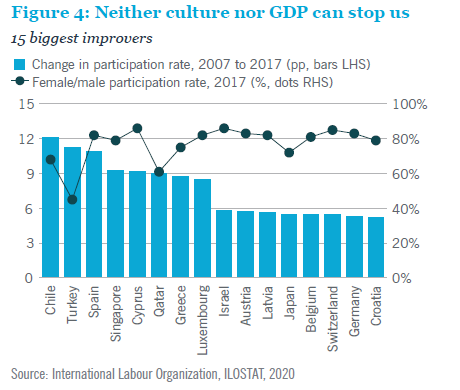 Figure 4: Neither culture nor GDP can stop us
15 biggest improvers
Change in participation rate, 2007 to 2017 (pp, bars LHS)
Female/male participation rate, 2017 (%, dots RHS)
15
100%
12
80%
9
60%
6
40%
3
20%
0
0%
Chile
Turkey
Spain
Singapore
Cyprus
Qatar
Greece
Luxembourg
Israel
Austria
Latvia
Japan
Belgium
Switzerland
Germany
Croatia
Source: International Labour Organization, ILOSTAT, 2020